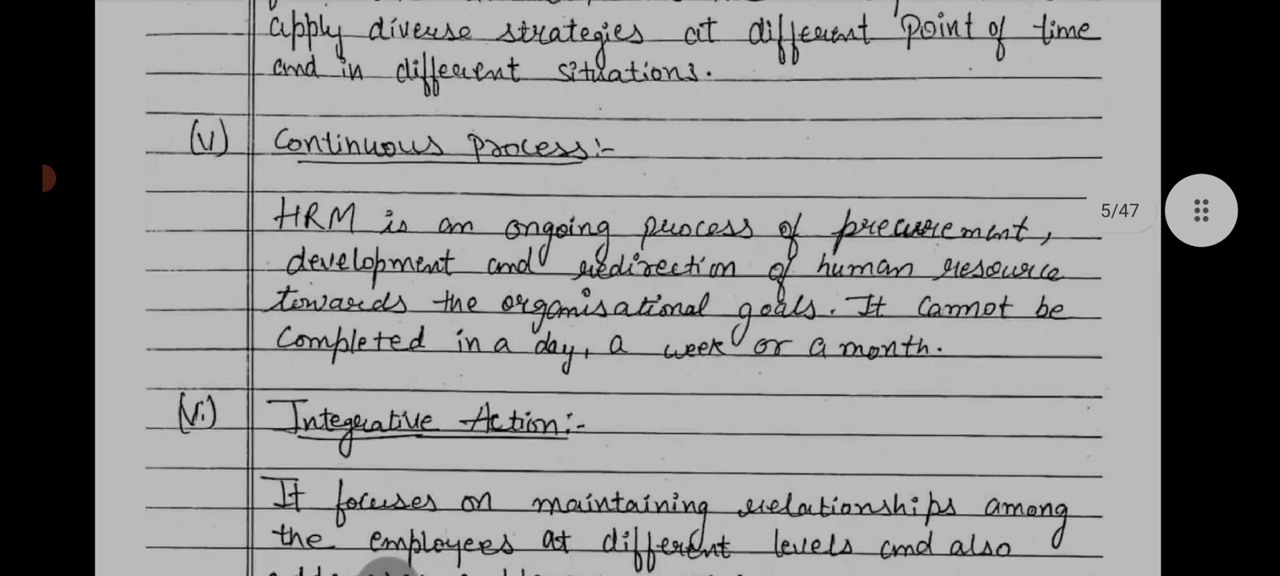 apply diverse strategies at different point of time
and in different situations.
(v) Continuous Process:-
HRM is an ongoing process of precurement,
development and redirection of human resource
towards the organisational goals. It cannot be
completed in a day, a week or a month.
5/47
(vi) Integrative Action:-
It focuses on maintaining relationships among
the employees at different levels and also